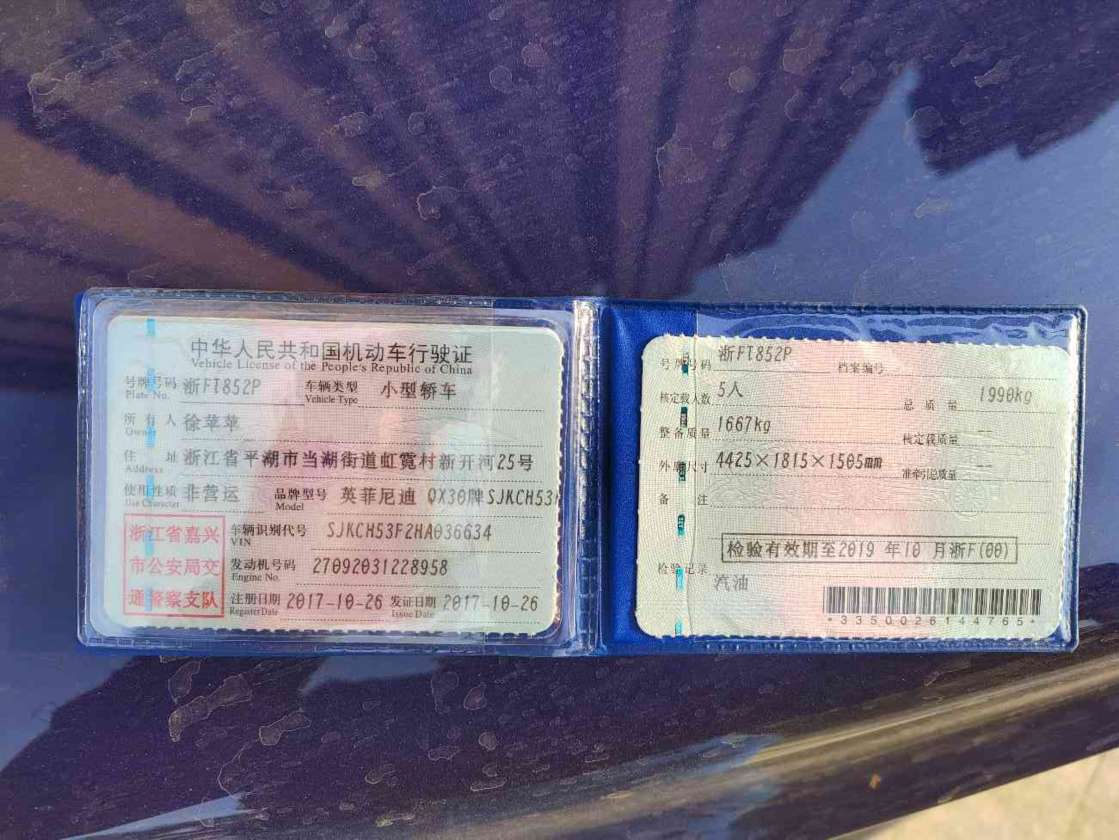 中华人民共和国机动车行驶证
Vehicle License of the People's Republic of China
号牌号码 浙FT852P 车辆类型 小型轿车
Plate No. Vehicle Type
所有人 徐苹苹
Owner
住 址 浙江省平湖市当湖街道虹霓村新开河25号
Address
使用性质 非营运 品牌型号 英菲尼迪 QX30牌SJKCH53
Use Character Model
浙江省嘉兴
市公安局交
通警察支队
车辆识别代号 SJKCH53F2HA036634
VIN
发动机号码 27092031228958
Engine No.
注册日期 2017-10-26 发证日期 2017-10-26
Register Date Issue Date
号牌号码 浙FT852P 档案编号
核定载人数 5人 总质量 1990kg
整备质量 1667kg 核定载质量 --
外廓尺寸 4425×1815×1505mm 准牵引总质量 --
备 注
检验有效期至2019 年10 月浙F(00)
检验记录
汽油
*3350026144765*